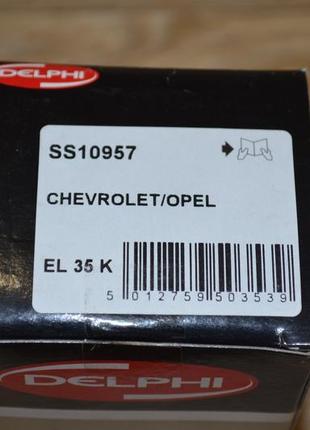 DELPHI
SS10957
CHEVROLET/OPEL
EL 35 K
5 012759 503539
DELPHI